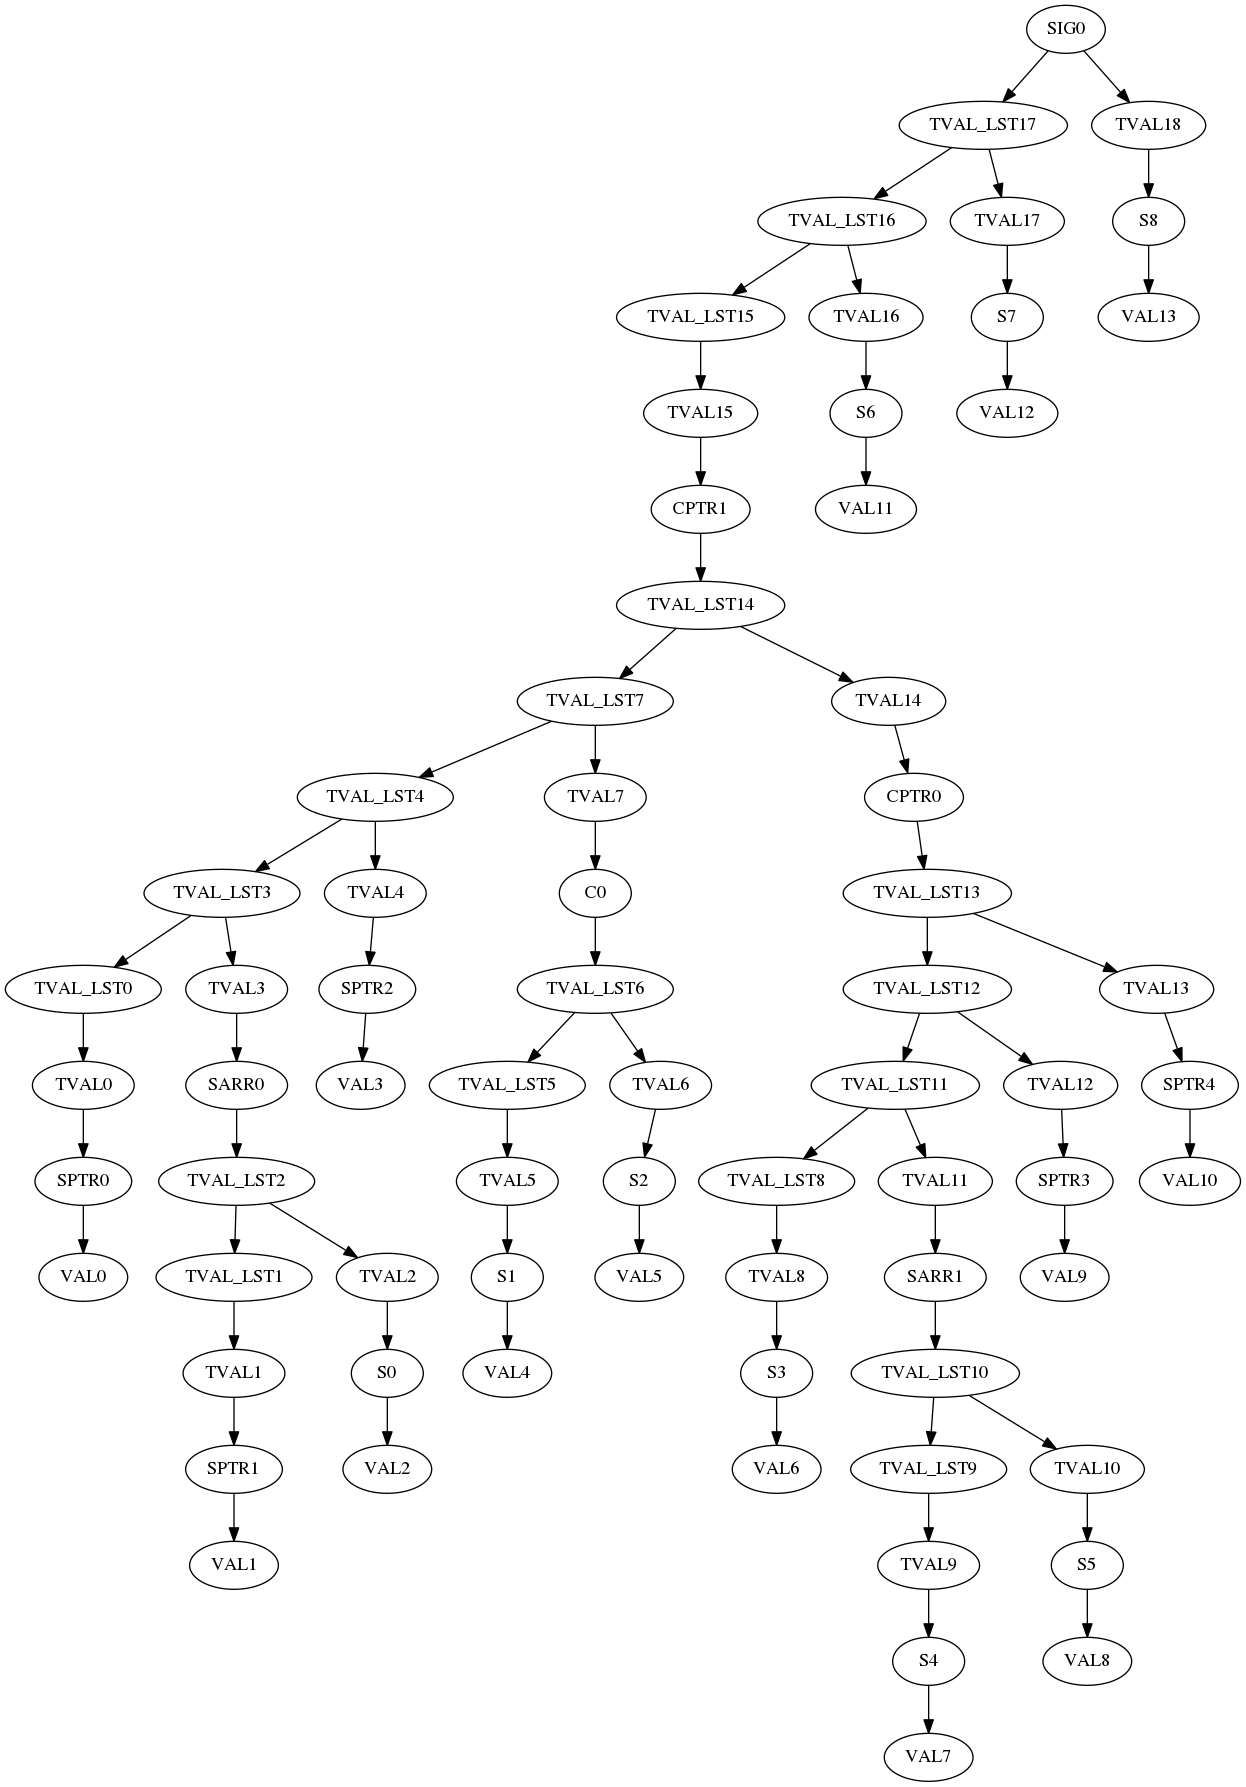 SIG0
TVAL_LST17 TVAL18
TVAL_LST16 TVAL17 S8
TVAL_LST15 TVAL16 S7 VAL13
TVAL15 S6 VAL12
CPTR1 VAL11
TVAL_LST14
TVAL_LST7 TVAL14
TVAL_LST4 TVAL7 CPTR0
TVAL_LST3 TVAL4 C0 TVAL_LST13
TVAL_LST0 TVAL3 SPTR2 TVAL_LST6 TVAL_LST12 TVAL13
TVAL0 SARR0 VAL3 TVAL_LST5 TVAL6 TVAL_LST11 TVAL12 SPTR4
SPTR0 TVAL_LST2 TVAL5 S2 TVAL_LST8 TVAL11 SPTR3 VAL10
VAL0 TVAL_LST1 TVAL2 S1 VAL5 TVAL8 SARR1 VAL9
TVAL1 S0 VAL4 S3 TVAL_LST10
SPTR1 VAL2 VAL6 TVAL_LST9 TVAL10
VAL1 TVAL9 S5
S4 VAL8
VAL7